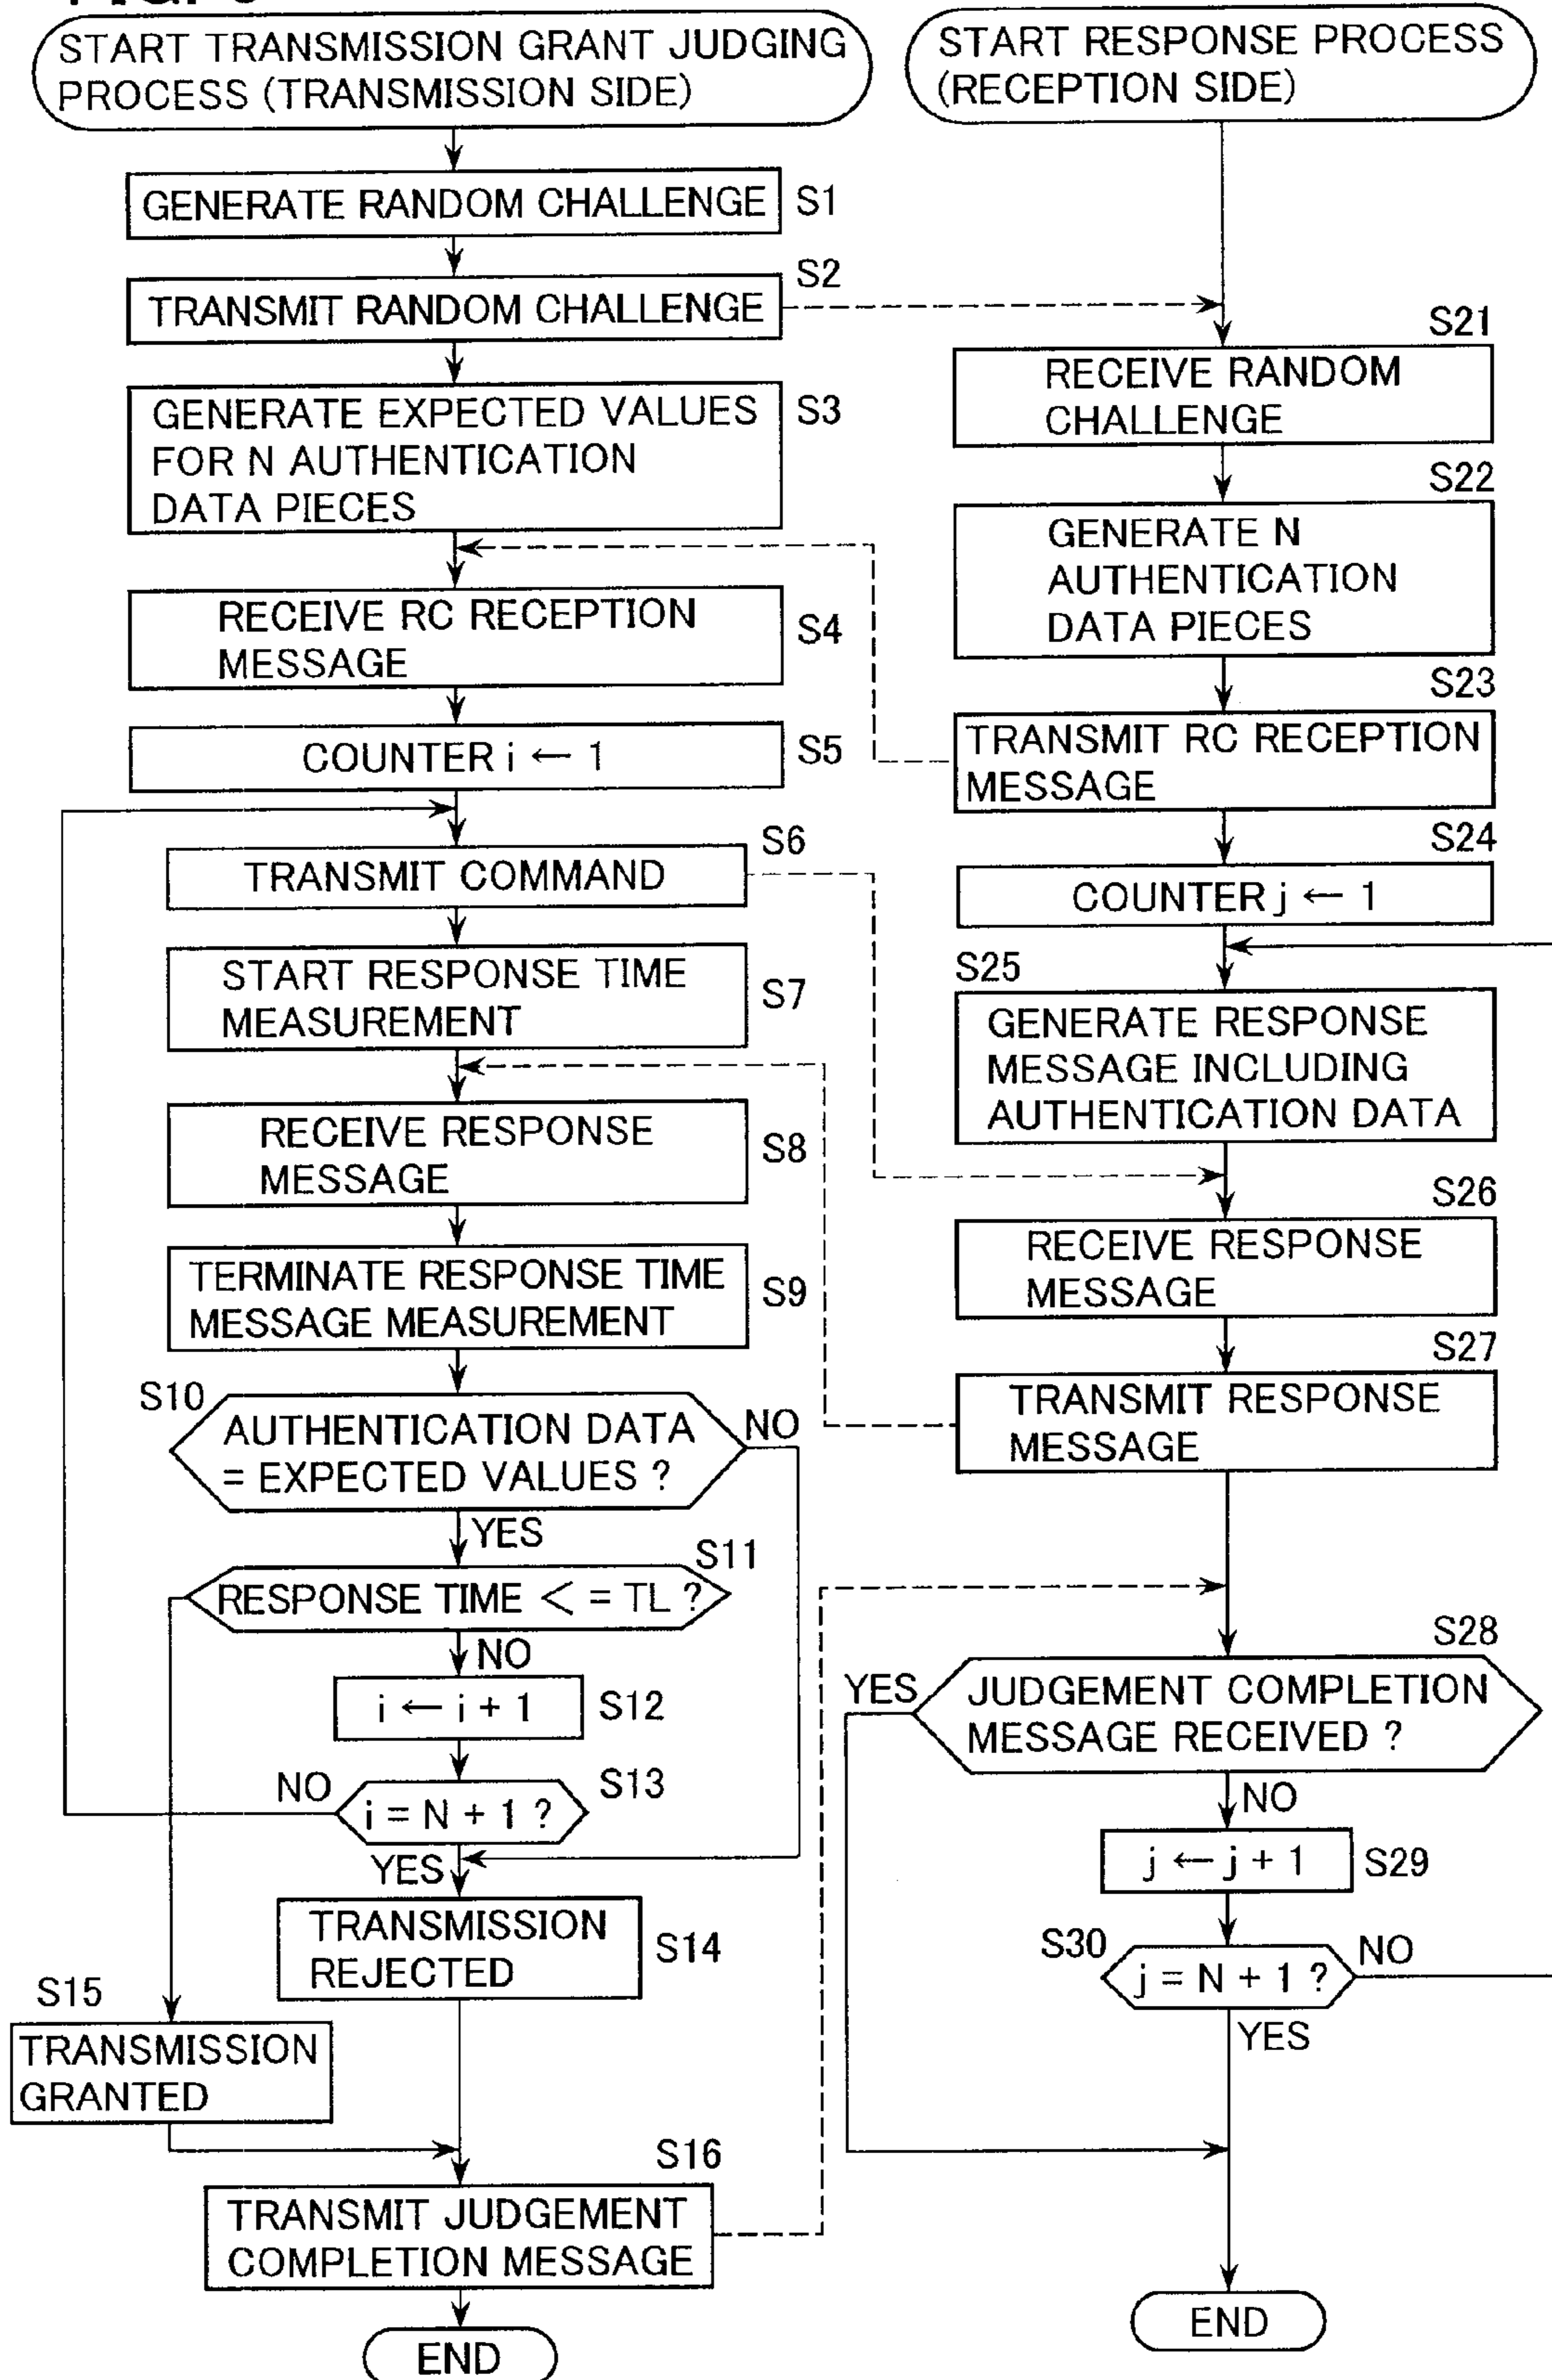 START TRANSMISSION GRANT JUDGING
PROCESS (TRANSMISSION SIDE)
GENERATE RANDOM CHALLENGE
S1
TRANSMIT RANDOM CHALLENGE
S2
GENERATE EXPECTED VALUES
FOR N AUTHENTICATION
DATA PIECES
S3
RECEIVE RC RECEPTION
MESSAGE
S4
COUNTER i ← 1
S5
TRANSMIT COMMAND
S6
START RESPONSE TIME
MEASUREMENT
S7
RECEIVE RESPONSE
MESSAGE
S8
TERMINATE RESPONSE TIME
MESSAGE MEASUREMENT
S9
S10
AUTHENTICATION DATA
= EXPECTED VALUES ?
NO
YES
S11
RESPONSE TIME < = TL ?
NO
i ← i + 1
S12
NO
i = N + 1 ?
S13
YES
TRANSMISSION
REJECTED
S14
S15
TRANSMISSION
GRANTED
S16
TRANSMIT JUDGEMENT
COMPLETION MESSAGE
END
START RESPONSE PROCESS
(RECEPTION SIDE)
S21
RECEIVE RANDOM
CHALLENGE
S22
GENERATE N
AUTHENTICATION
DATA PIECES
S23
TRANSMIT RC RECEPTION
MESSAGE
S24
COUNTER j ← 1
S25
GENERATE RESPONSE
MESSAGE INCLUDING
AUTHENTICATION DATA
S26
RECEIVE RESPONSE
MESSAGE
S27
TRANSMIT RESPONSE
MESSAGE
S28
YES
JUDGEMENT COMPLETION
MESSAGE RECEIVED ?
NO
j ← j + 1
S29
S30
j = N + 1 ?
NO
YES
END